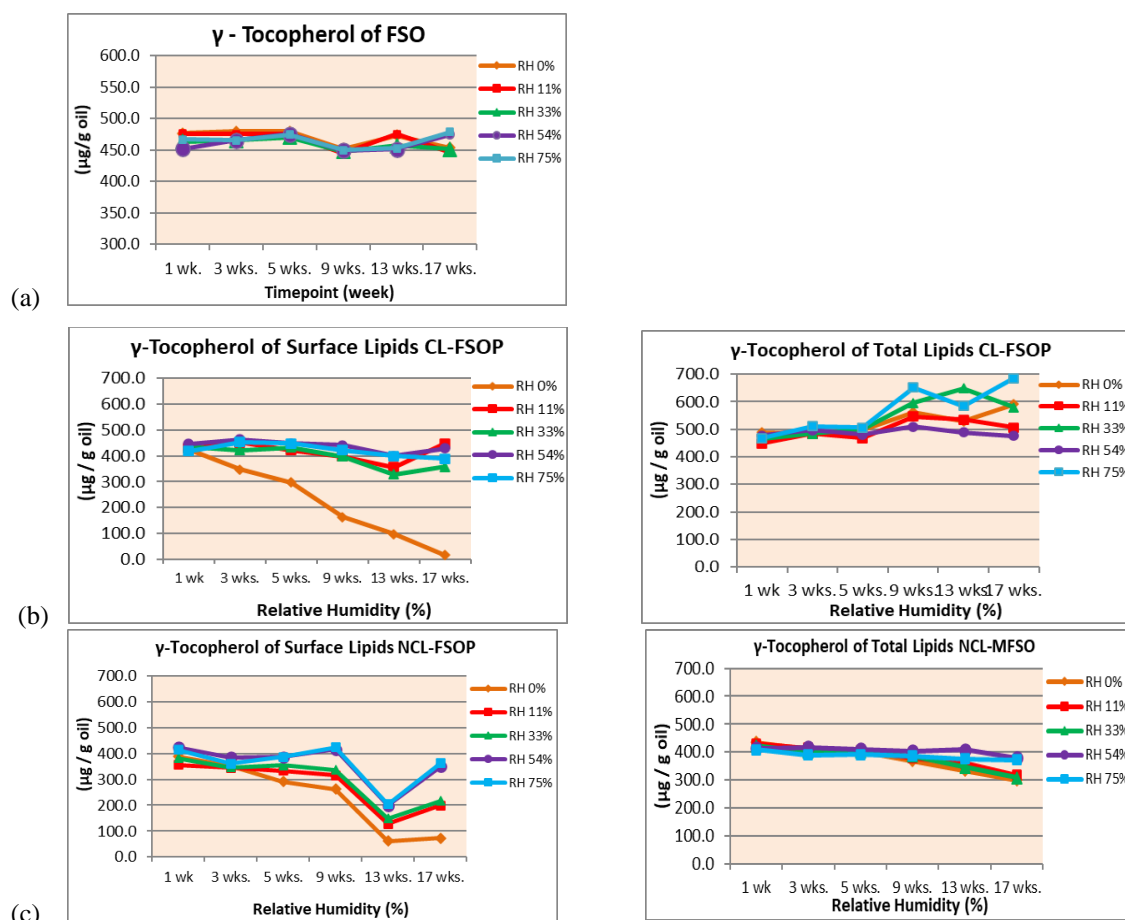 γ - Tocopherol of FSO
600.0
550.0
500.0
450.0
400.0
350.0
300.0
(µg/g oil)
1 wk. 3 wks. 5 wks. 9 wks. 13 wks. 17 wks.
Timepoint (week)
RH 0%
RH 11%
RH 33%
RH 54%
RH 75%
(a)
γ-Tocopherol of Surface Lipids CL-FSOP
700.0
600.0
500.0
400.0
300.0
200.0
100.0
0.0
(µg / g oil)
1 wk 3 wks. 5 wks. 9 wks. 13 wks. 17 wks.
Relative Humidity (%)
RH 0%
RH 11%
RH 33%
RH 54%
RH 75%
γ-Tocopherol of Total Lipids CL-FSOP
700.0
600.0
500.0
400.0
300.0
200.0
100.0
0.0
(µg / g oil)
1 wk 3 wks. 5 wks. 9 wks. 13 wks. 17 wks.
Relative Humidity (%)
RH 0%
RH 11%
RH 33%
RH 54%
RH 75%
(b)
γ-Tocopherol of Surface Lipids NCL-FSOP
700.0
600.0
500.0
400.0
300.0
200.0
100.0
0.0
(µg / g oil)
1 wk 3 wks. 5 wks. 9 wks. 13 wks. 17 wks.
Relative Humidity (%)
RH 0%
RH 11%
RH 33%
RH 54%
RH 75%
γ-Tocopherol of Total Lipids NCL-MFSO
700.0
600.0
500.0
400.0
300.0
200.0
100.0
0.0
(µg / g oil)
1 wk 3 wks. 5 wks. 9 wks. 13 wks. 17 wks.
Relative Humidity (%)
RH 0%
RH 11%
RH 33%
RH 54%
RH 75%
(c)